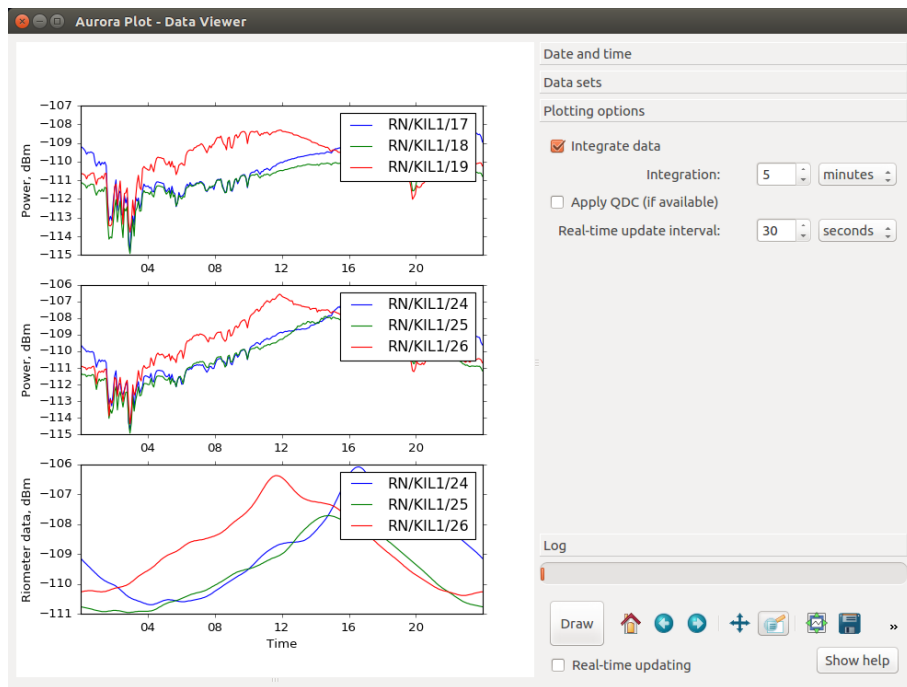 Aurora Plot - Data Viewer
Date and time
Data sets
Plotting options
Integrate data
Integration: 5 minutes
Apply QDC (if available)
Real-time update interval: 30 seconds
−107
−108
−109
−110
−111
−112
−113
−114
−115
Power, dBm
RN/KIL1/17
RN/KIL1/18
RN/KIL1/19
04 08 12 16 20
−106
−107
−108
−109
−110
−111
−112
−113
−114
−115
Power, dBm
RN/KIL1/24
RN/KIL1/25
RN/KIL1/26
04 08 12 16 20
−106
−107
−108
−109
−110
−111
Riometer data, dBm
RN/KIL1/24
RN/KIL1/25
RN/KIL1/26
04 08 12 16 20
Time
Log
Draw
»
Real-time updating
Show help